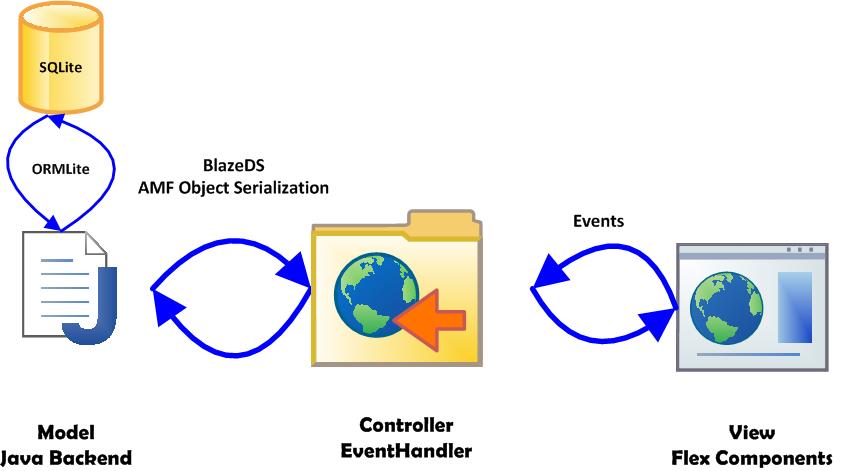 SQLite
ORMLite
BlazeDS
AMF Object Serialization
Events
Model
Java Backend
Controller
EventHandler
View
Flex Components